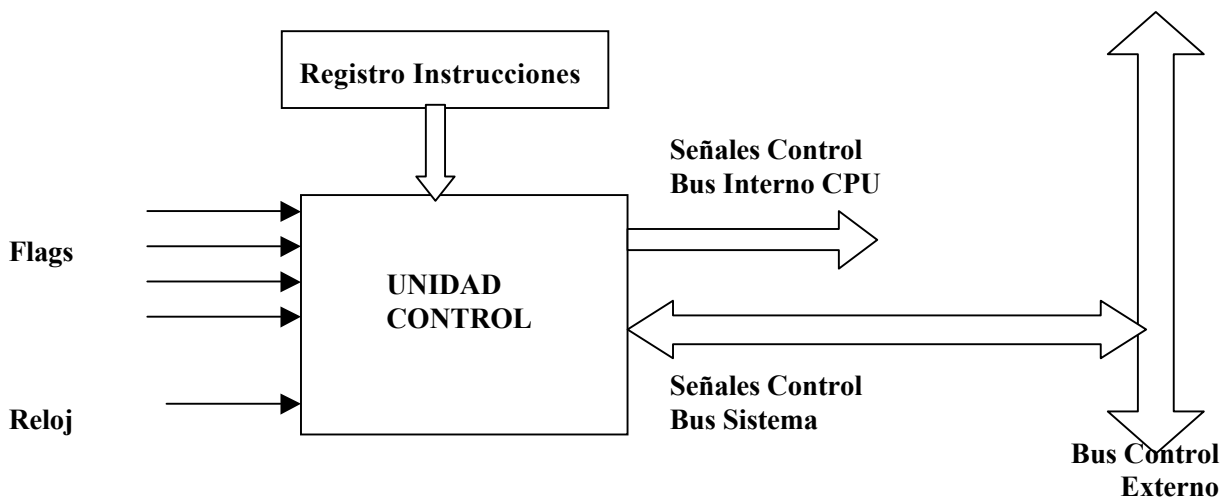 Registro Instrucciones
Señales Control
Bus Interno CPU
Flags
UNIDAD
CONTROL
Señales Control
Bus Sistema
Reloj
Bus Control
Externo